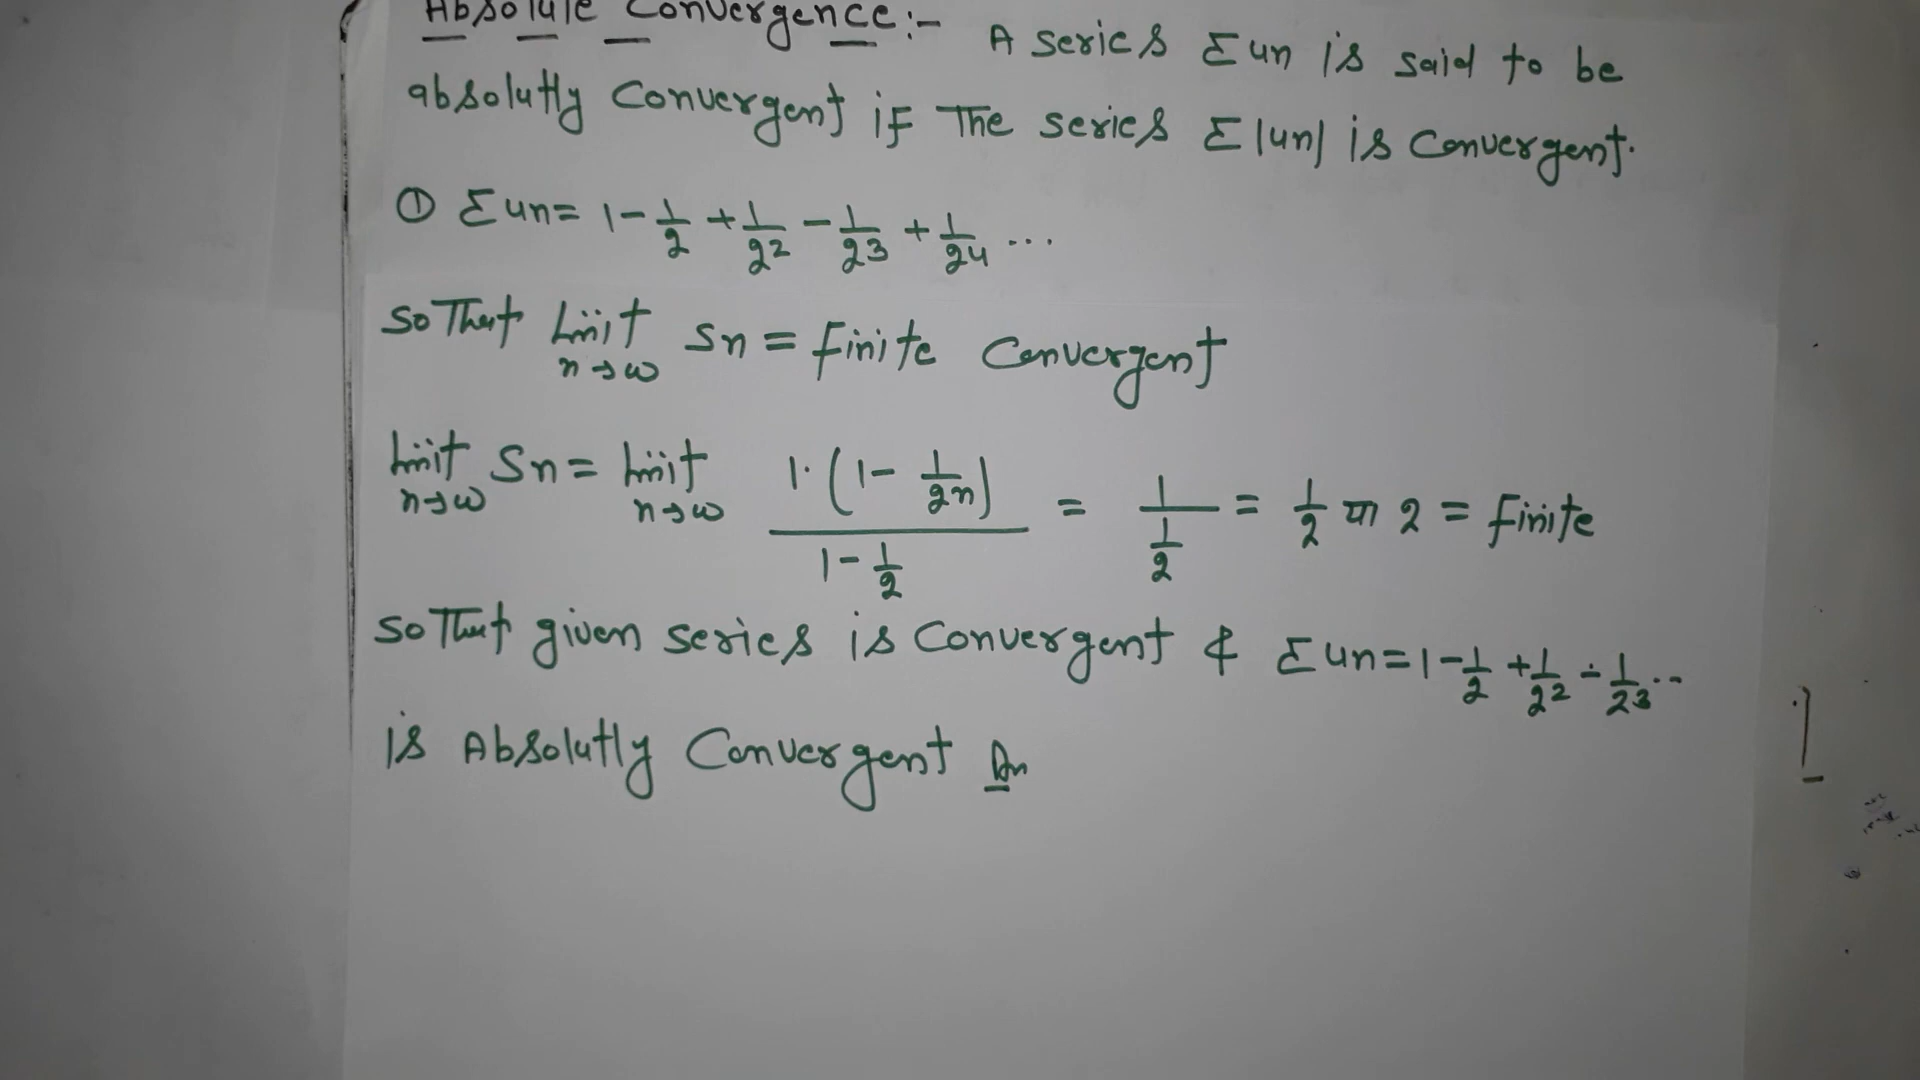 Absolute Convergence:- A series Σun is said to be
absolutly Convergent if The series Σ|un| is Convergent.
① Σun= 1-1/2 +1/2² -1/2³ +1/2⁴ ...
so That Limit n→∞ Sn = finite Convergent
Limit n→∞ Sn = Limit n→∞ 1·(1-1/2n) / 1-1/2 = 1/(1/2) = 1/2 या 2 = finite
so That given series is Convergent & Σun=1-1/2 +1/2² -1/2³ ..
is Absolutly Convergent An